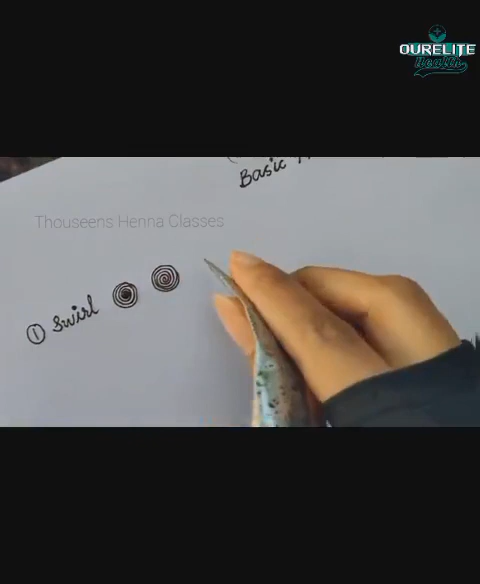 OURELITE
Health
Basic
Thouseens Henna Classes
① Swirl